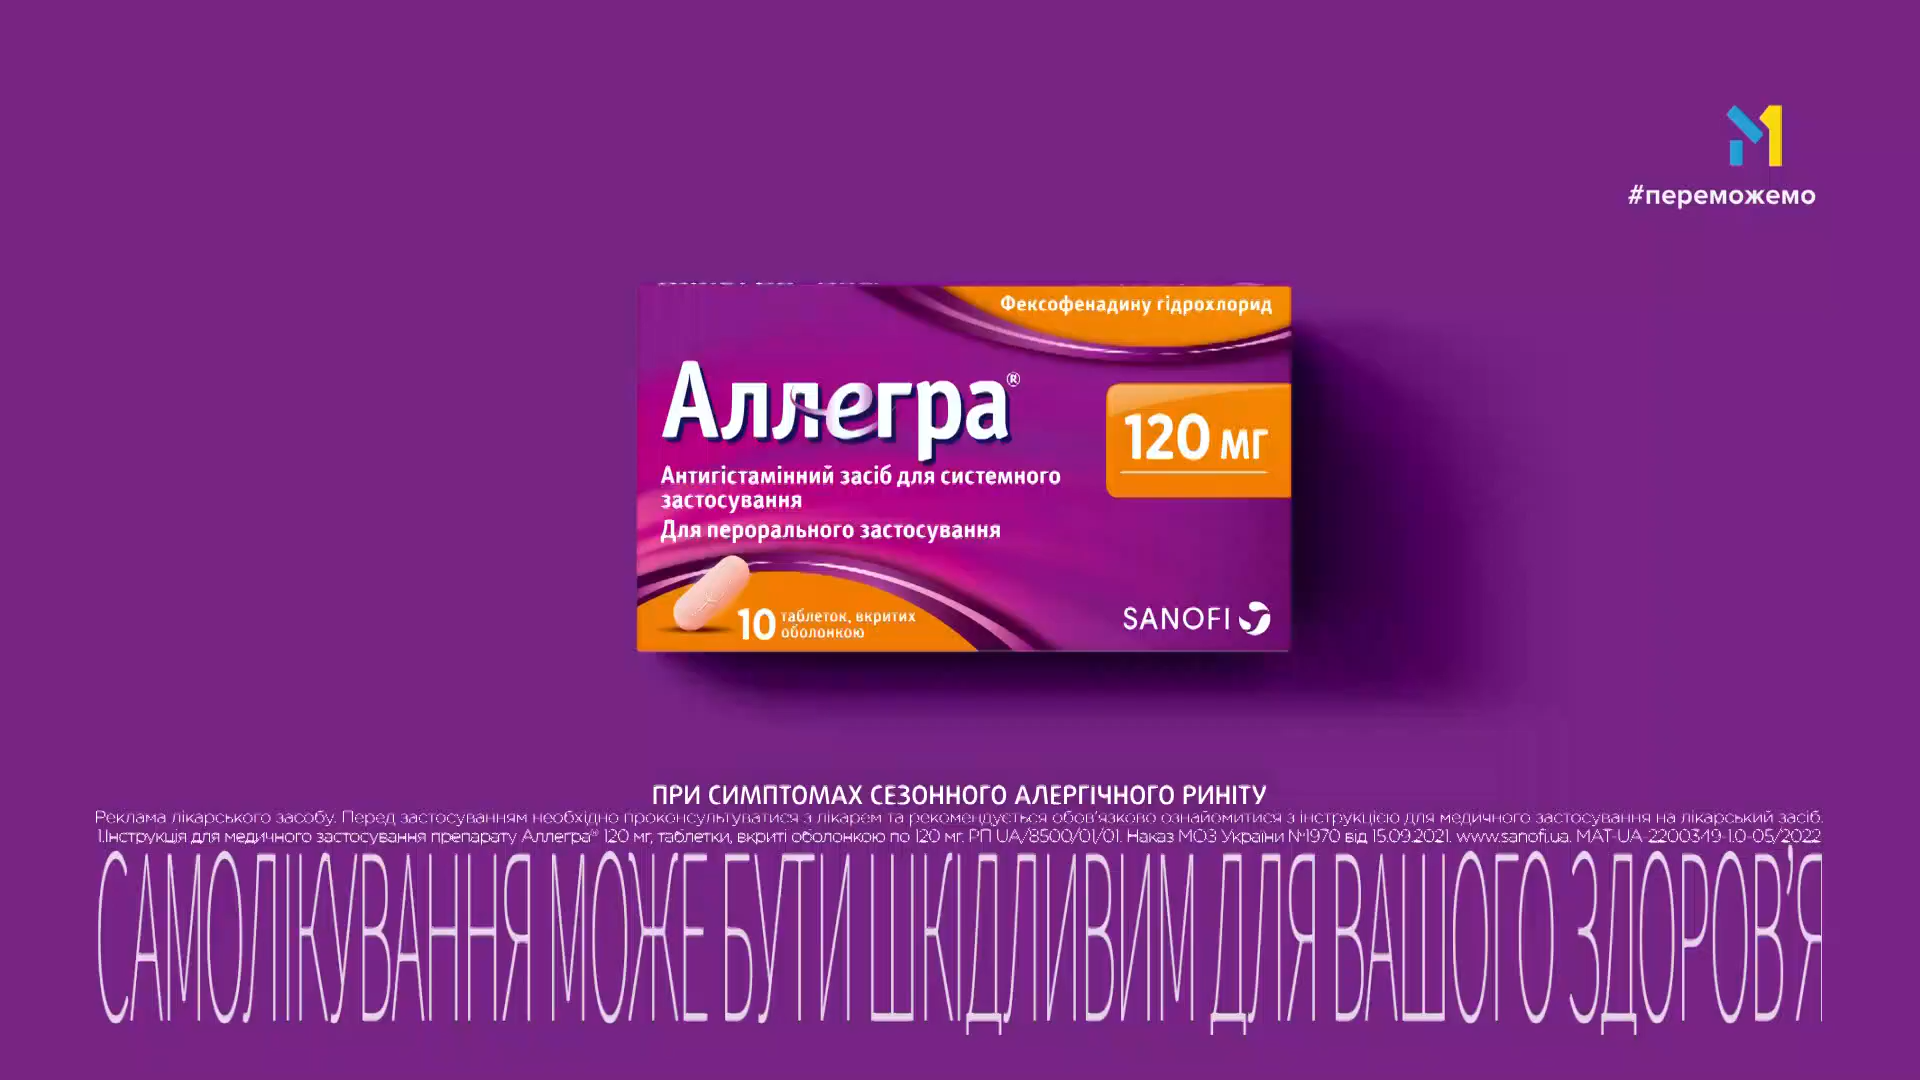 #переможемо
Фексофенадину гідрохлорид
Аллегра®
120 мг
Антигістамінний засіб для системного
застосування
Для перорального застосування
10 таблеток, вкритих
оболонкою
SANOFI
ПРИ СИМПТОМАХ СЕЗОННОГО АЛЕРГІЧНОГО РИНІТУ
Реклама лікарського засобу. Перед застосуванням необхідно проконсультуватися з лікарем та рекомендується обов'язково ознайомитися з інструкцією для медичного застосування на лікарський засіб.
1.Інструкція для медичного застосування препарату Аллегра® 120 мг, таблетки, вкриті оболонкою по 120 мг. РП UA/8500/01/01. Наказ МОЗ України №1970 від 15.09.2021. www.sanofi.ua. MAT-UA-2200349-1.0-05/2022
САМОЛІКУВАННЯ МОЖЕ БУТИ ШКІДЛИВИМ ДЛЯ ВАШОГО ЗДОРОВ'Я